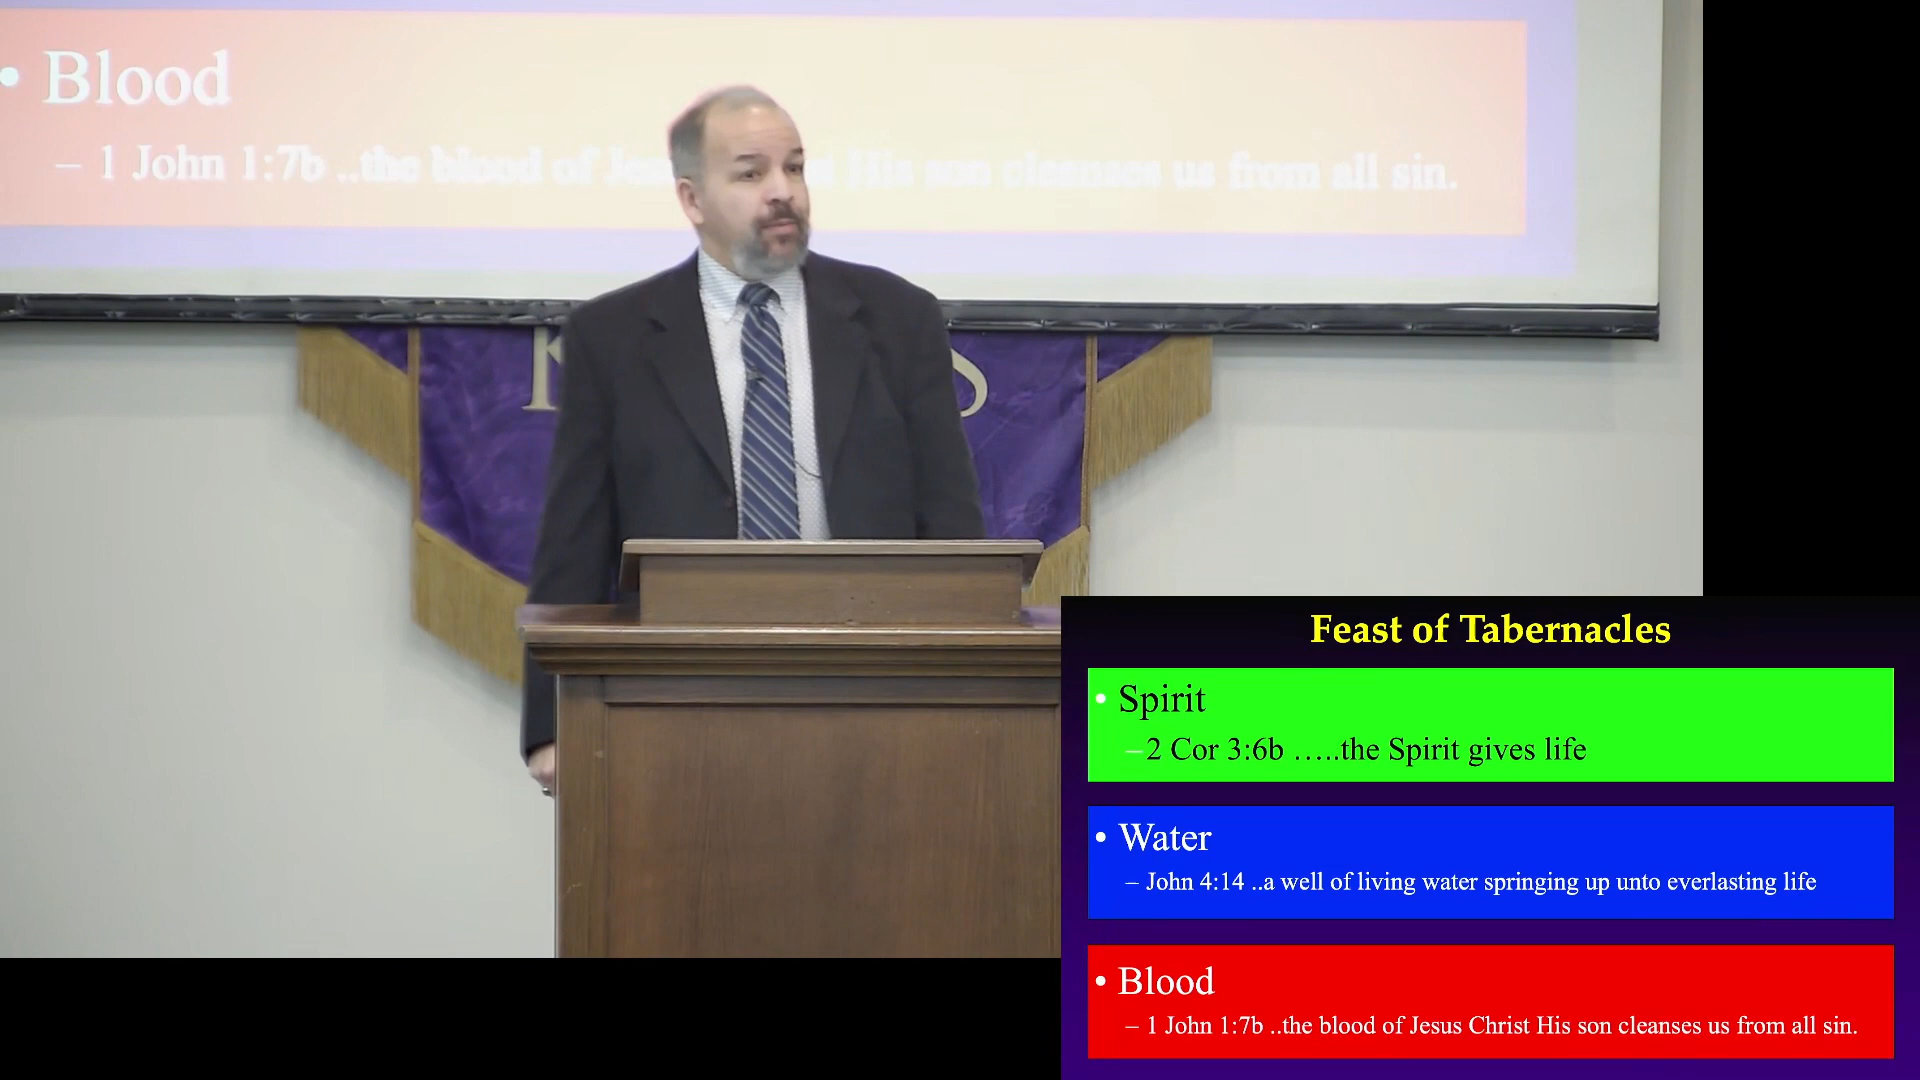 • Blood
– 1 John 1:7b ..the blood of His son cleanses us from all sin.
K S
Feast of Tabernacles
• Spirit
–2 Cor 3:6b …..the Spirit gives life
• Water
– John 4:14 ..a well of living water springing up unto everlasting life
• Blood
– 1 John 1:7b ..the blood of Jesus Christ His son cleanses us from all sin.